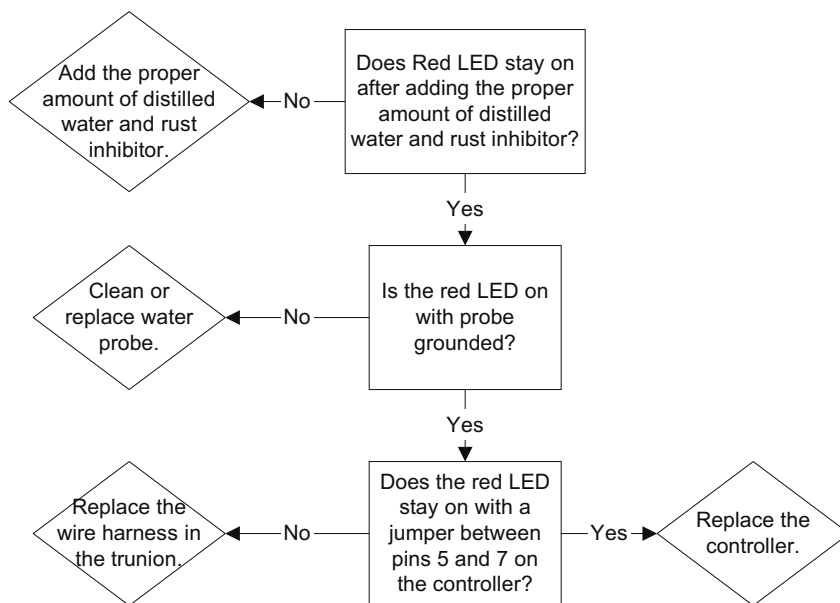 Add the proper
amount of distilled
water and rust
inhibitor.
No
Does Red LED stay on
after adding the proper
amount of distilled
water and rust inhibitor?
Yes
Clean or
replace water
probe.
No
Is the red LED on
with probe
grounded?
Yes
Replace the
wire harness in
the trunion.
No
Does the red LED
stay on with a
jumper between
pins 5 and 7 on
the controller?
Yes
Replace the
controller.